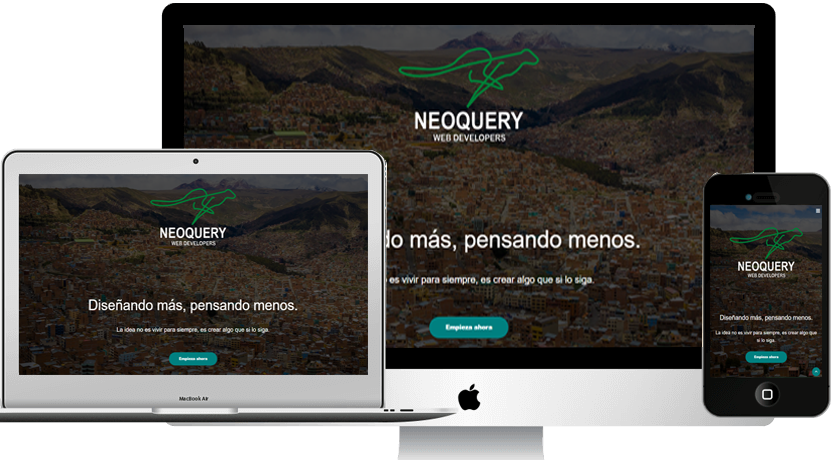 NEOQUERY
WEB DEVELOPERS
do más, pensando menos.
es vivir para siempre, es crear algo que si lo siga.
Empieza ahora
NEOQUERY
WEB DEVELOPERS
Diseñando más, pensando menos.
La idea no es vivir para siempre, es crear algo que si lo siga.
Empieza ahora
MacBook Air
NEOQUERY
WEB DEVELOPERS
Diseñando más, pensando menos.
La idea no es vivir para siempre, es crear algo que
si lo siga.
Empieza ahora